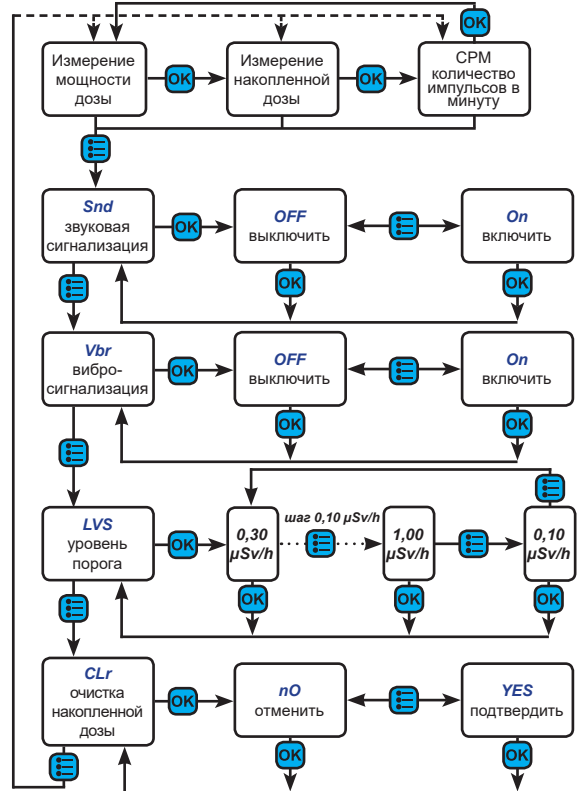 OK
Измерение
мощности
дозы
OK
Измерение
накопленной
дозы
OK
CPM
количество
импульсов в
минуту
Snd
звуковая
сигнализация
OK
OFF
выключить
On
включить
OK
OK
Vbr
вибро-
сигнализация
OK
OFF
выключить
On
включить
OK
OK
LVS
уровень
порога
OK
0,30
µSv/h
шаг 0,10 µSv/h
1,00
µSv/h
0,10
µSv/h
OK
OK
OK
CLr
очистка
накопленной
дозы
OK
nO
отменить
YES
подтвердить
OK
OK